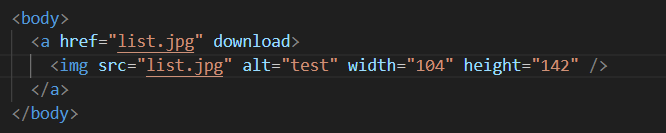 <body>
<a href="list.jpg" download>
<img src="list.jpg" alt="test" width="104" height="142" />
</a>
</body>